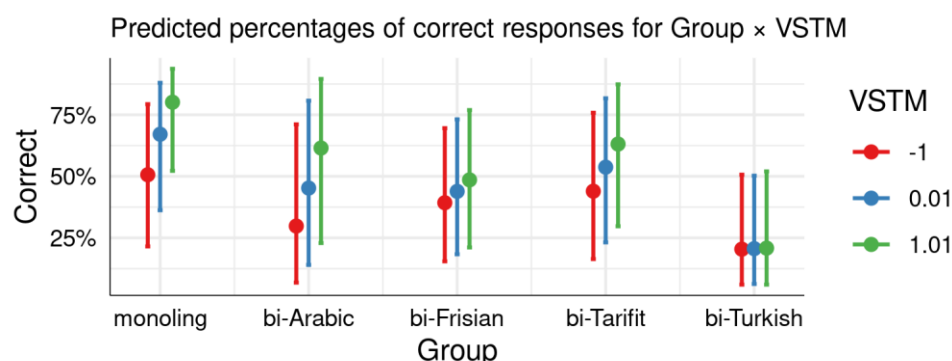 Predicted percentages of correct responses for Group × VSTM
Correct
75%
50%
25%
monoling bi-Arabic bi-Frisian bi-Tarifit bi-Turkish
Group
VSTM
-1
0.01
1.01